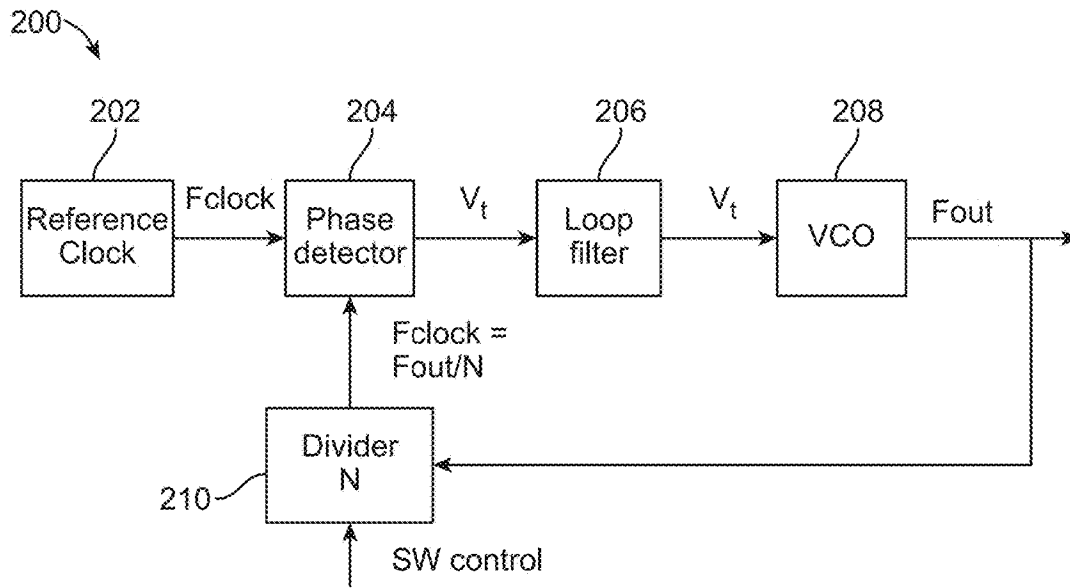 200
202
204
206
208
Reference
Clock
Fclock
Phase
detector
Vt
Loop
filter
Vt
VCO
Fout
Fclock =
Fout/N
Divider
N
210
SW control